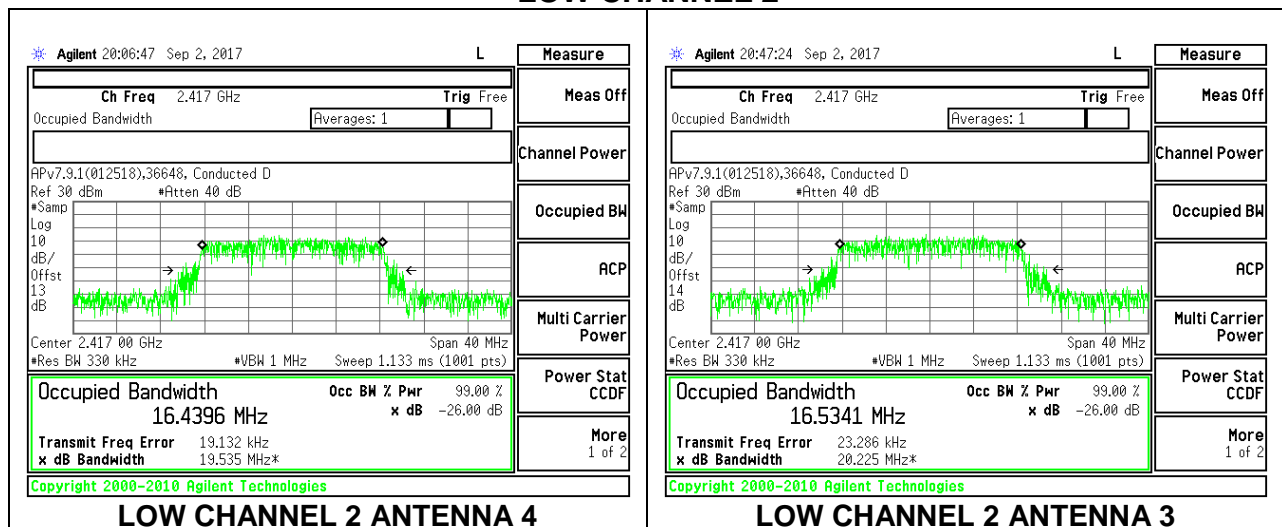 LOW CHANNEL 2
Agilent 20:06:47 Sep 2, 2017 L
Measure
Ch Freq 2.417 GHz Trig Free
Meas Off
Occupied Bandwidth Averages: 1
Channel Power
APv7.9.1(012518),36648, Conducted D
Ref 30 dBm #Atten 40 dB
#Samp
Occupied BW
Log
10
dB/
ACP
Offst
13
dB
Multi Carrier
Power
Center 2.417 00 GHz Span 40 MHz
#Res BW 330 kHz #VBW 1 MHz Sweep 1.133 ms (1001 pts)
Power Stat
CCDF
Occupied Bandwidth Occ BW % Pwr 99.00 %
16.4396 MHz x dB -26.00 dB
More
1 of 2
Transmit Freq Error 19.132 kHz
x dB Bandwidth 19.535 MHz*
Copyright 2000-2010 Agilent Technologies
LOW CHANNEL 2 ANTENNA 4
Agilent 20:47:24 Sep 2, 2017 L
Measure
Ch Freq 2.417 GHz Trig Free
Meas Off
Occupied Bandwidth Averages: 1
Channel Power
APv7.9.1(012518),36648, Conducted D
Ref 30 dBm #Atten 40 dB
#Samp
Occupied BW
Log
10
dB/
ACP
Offst
14
dB
Multi Carrier
Power
Center 2.417 00 GHz Span 40 MHz
#Res BW 330 kHz #VBW 1 MHz Sweep 1.133 ms (1001 pts)
Power Stat
CCDF
Occupied Bandwidth Occ BW % Pwr 99.00 %
16.5341 MHz x dB -26.00 dB
More
1 of 2
Transmit Freq Error 23.286 kHz
x dB Bandwidth 20.225 MHz*
Copyright 2000-2010 Agilent Technologies
LOW CHANNEL 2 ANTENNA 3